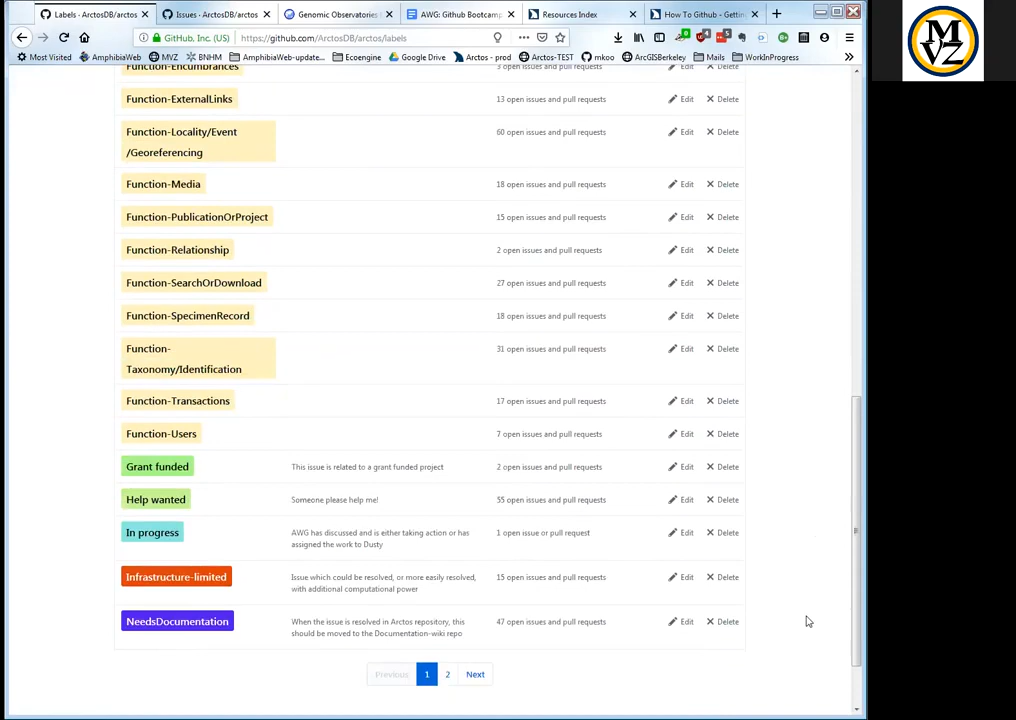 Labels - ArctosDB/arctos
Issues - ArctosDB/arctos
Genomic Observatories
AWG: Github Bootcamp
Resources Index
How To Github - Gettin
GitHub, Inc. (US)
https://github.com/ArctosDB/arctos/labels
Most Visited
AmphibiaWeb
MVZ
BNHM
AmphibiaWeb-update...
Ecoengine
Google Drive
Arctos - prod
Arctos-TEST
mkoo
ArcGISBerkeley
Mails
WorkInProgress
MVZ
Function-Encumbrances
3 open issues and pull requests
Edit
Delete
Function-ExternalLinks
13 open issues and pull requests
Edit
Delete
Function-Locality/Event
/Georeferencing
60 open issues and pull requests
Edit
Delete
Function-Media
18 open issues and pull requests
Edit
Delete
Function-PublicationOrProject
15 open issues and pull requests
Edit
Delete
Function-Relationship
2 open issues and pull requests
Edit
Delete
Function-SearchOrDownload
27 open issues and pull requests
Edit
Delete
Function-SpecimenRecord
18 open issues and pull requests
Edit
Delete
Function-
Taxonomy/Identification
31 open issues and pull requests
Edit
Delete
Function-Transactions
17 open issues and pull requests
Edit
Delete
Function-Users
7 open issues and pull requests
Edit
Delete
Grant funded
This issue is related to a grant funded project
2 open issues and pull requests
Edit
Delete
Help wanted
Someone please help me!
55 open issues and pull requests
Edit
Delete
In progress
AWG has discussed and is either taking action or has
assigned the work to Dusty
1 open issue or pull request
Edit
Delete
Infrastructure-limited
Issue which could be resolved, or more easily resolved,
with additional computational power
15 open issues and pull requests
Edit
Delete
NeedsDocumentation
When the issue is resolved in Arctos repository, this
should be moved to the Documentation-wiki repo
47 open issues and pull requests
Edit
Delete
Previous
1
2
Next